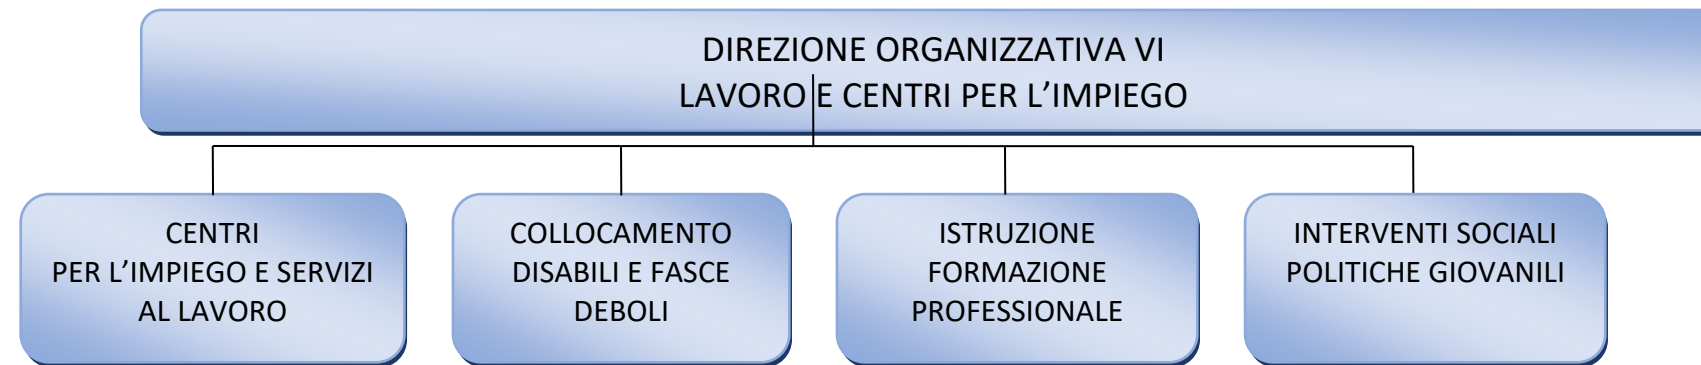 DIREZIONE ORGANIZZATIVA VI
LAVORO E CENTRI PER L’IMPIEGO
CENTRI
PER L’IMPIEGO E SERVIZI
AL LAVORO
COLLOCAMENTO
DISABILI E FASCE
DEBOLI
ISTRUZIONE
FORMAZIONE
PROFESSIONALE
INTERVENTI SOCIALI
POLITICHE GIOVANILI